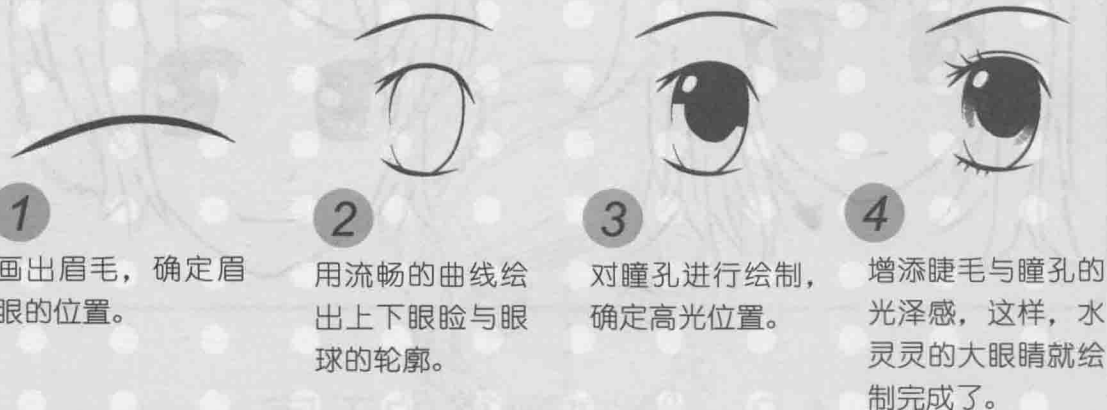 1
画出眉毛，确定眉
眼的位置。
2
用流畅的曲线绘
出上下眼睑与眼
球的轮廓。
3
对瞳孔进行绘制，
确定高光位置。
4
增添睫毛与瞳孔的
光泽感，这样，水
灵灵的大眼睛就绘
制完成了。